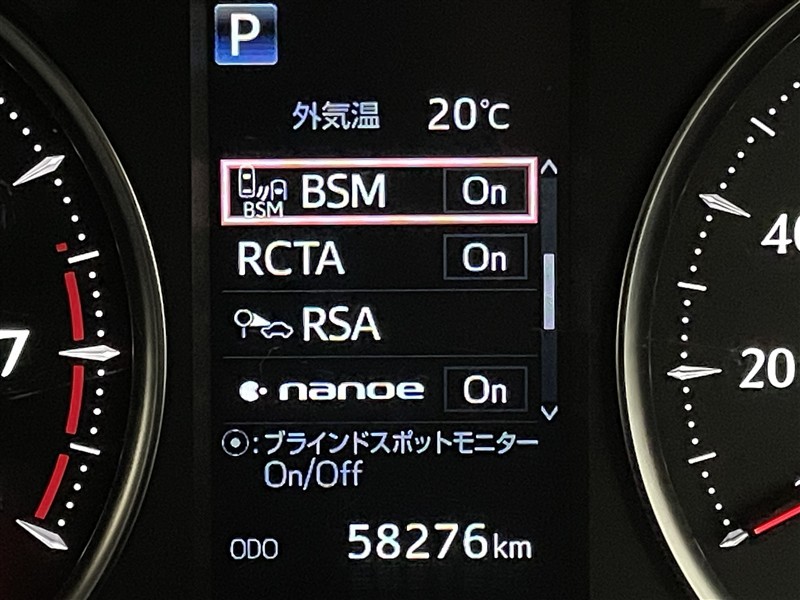 P
外気温 20℃
BSM BSM On
RCTA On
RSA
nanoe On
7
40
20
:ブラインドスポットモニター
On/Off
ODO 58276km